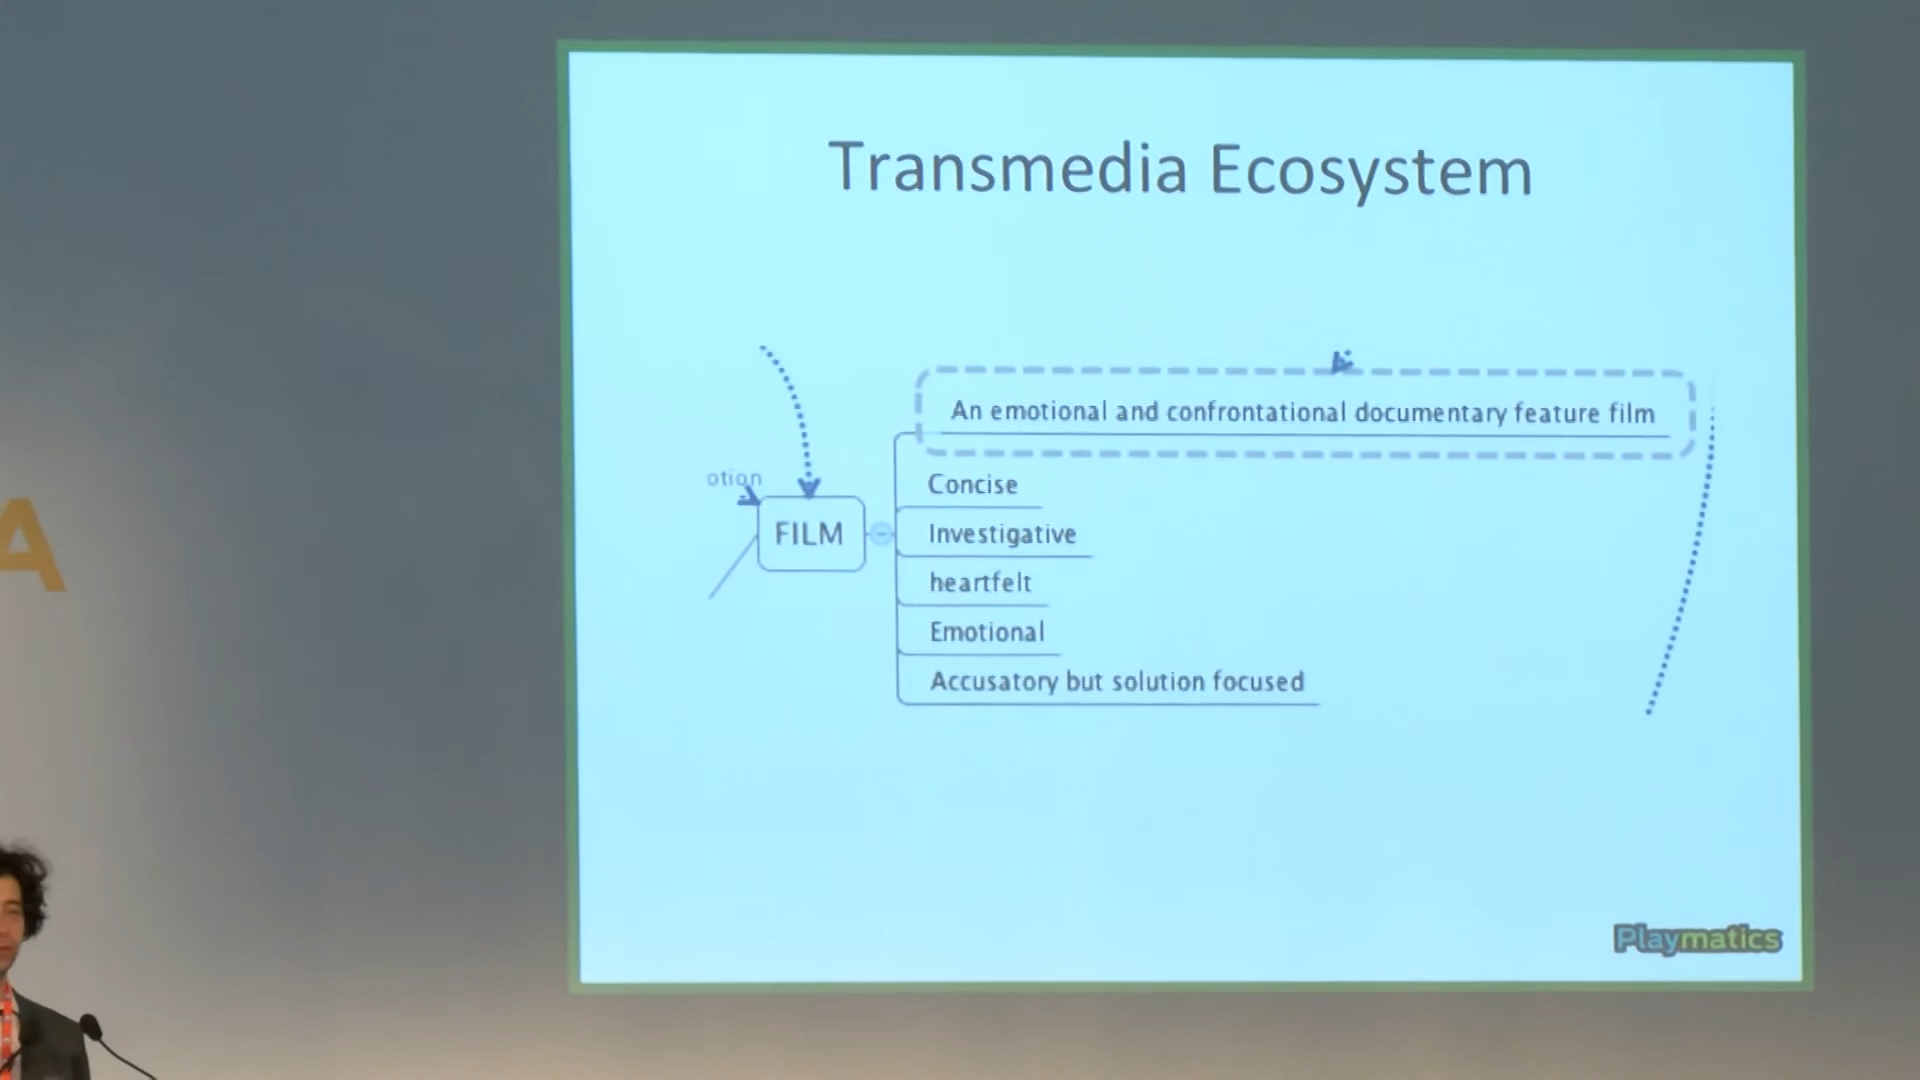 Transmedia Ecosystem
An emotional and confrontational documentary feature film
otion
Concise
FILM
Investigative
heartfelt
Emotional
Accusatory but solution focused
Playmatics
A